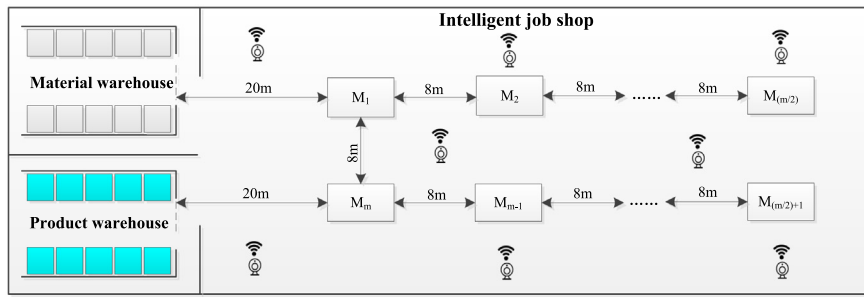 Intelligent job shop
Material warehouse
20m
M1
8m
M2
8m
......
8m
M(m/2)
8m
Product warehouse
20m
Mm
8m
Mm-1
8m
......
8m
M(m/2)+1